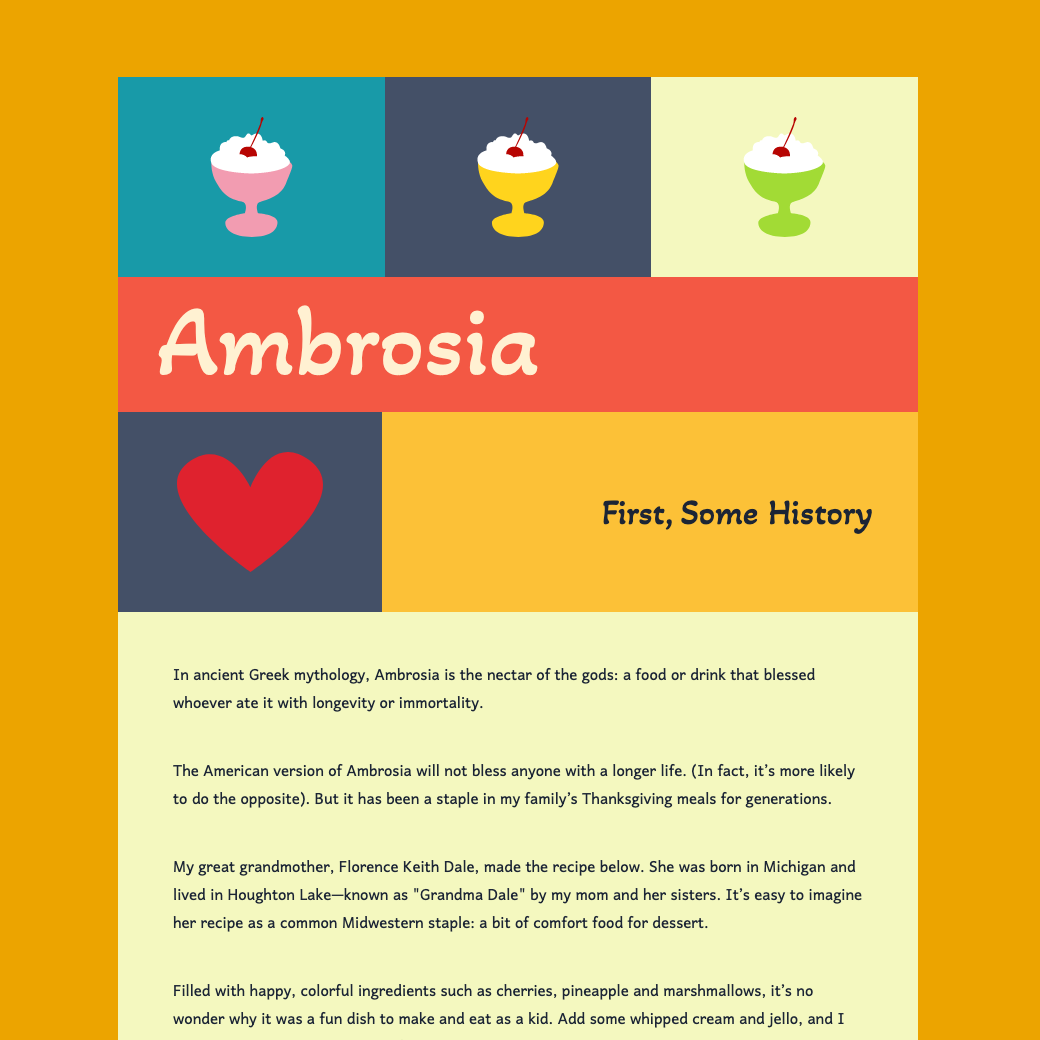 Ambrosia
First, Some History
In ancient Greek mythology, Ambrosia is the nectar of the gods: a food or drink that blessed
whoever ate it with longevity or immortality.
The American version of Ambrosia will not bless anyone with a longer life. (In fact, it’s more likely
to do the opposite). But it has been a staple in my family’s Thanksgiving meals for generations.
My great grandmother, Florence Keith Dale, made the recipe below. She was born in Michigan and
lived in Houghton Lake—known as "Grandma Dale" by my mom and her sisters. It’s easy to imagine
her recipe as a common Midwestern staple: a bit of comfort food for dessert.
Filled with happy, colorful ingredients such as cherries, pineapple and marshmallows, it’s no
wonder why it was a fun dish to make and eat as a kid. Add some whipped cream and jello, and I